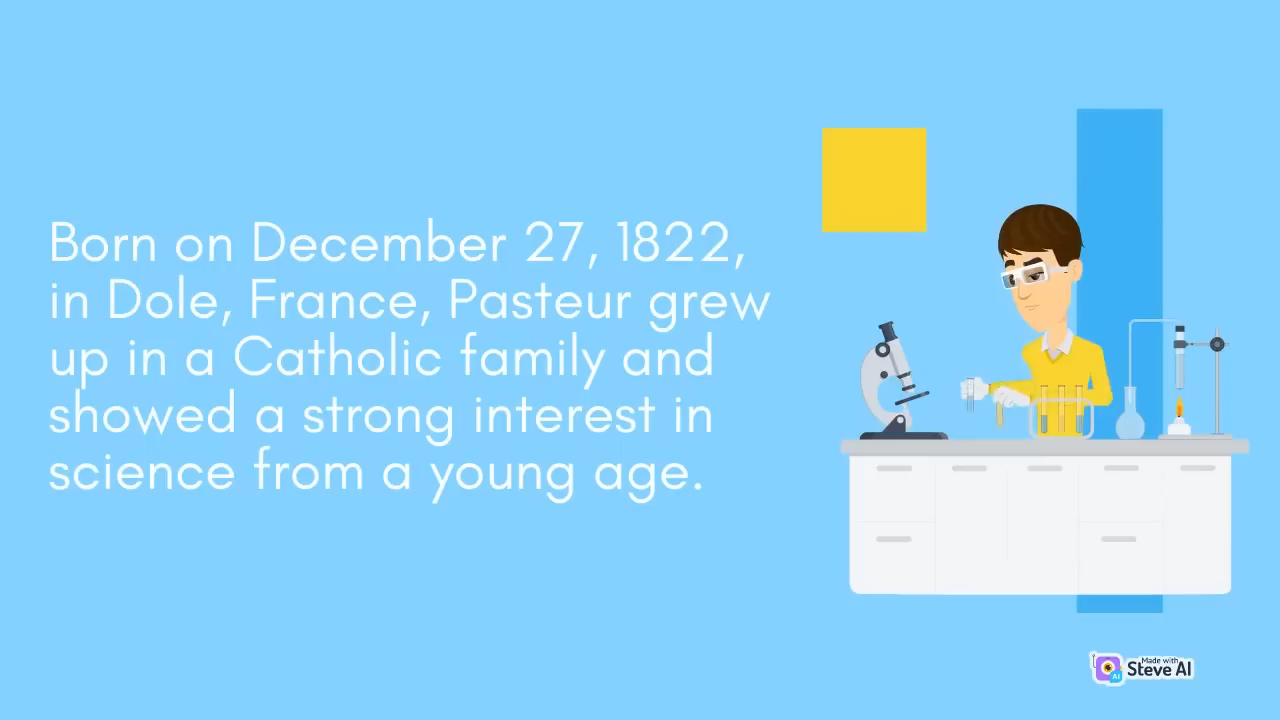 Born on December 27, 1822,
in Dole, France, Pasteur grew
up in a Catholic family and
showed a strong interest in
science from a young age.
Made with
Steve AI
AI